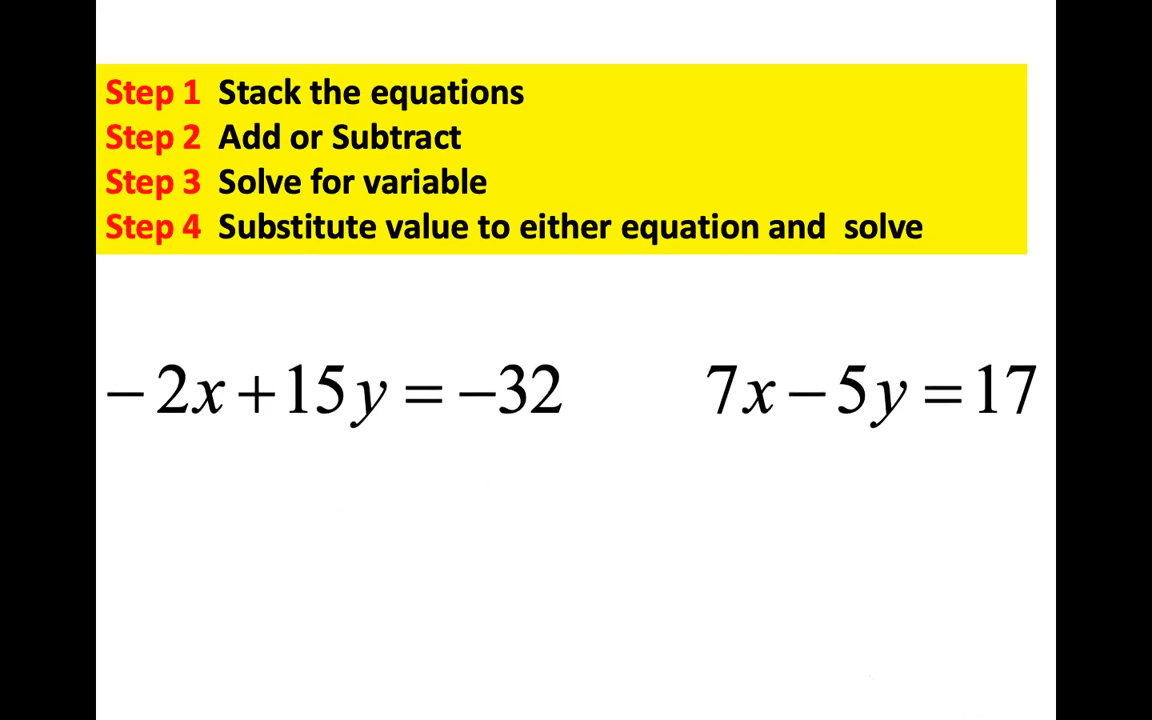 Step 1  Stack the equations
Step 2  Add or Subtract
Step 3  Solve for variable
Step 4  Substitute value to either equation and  solve
−2x+15y=−32 7x−5y=17